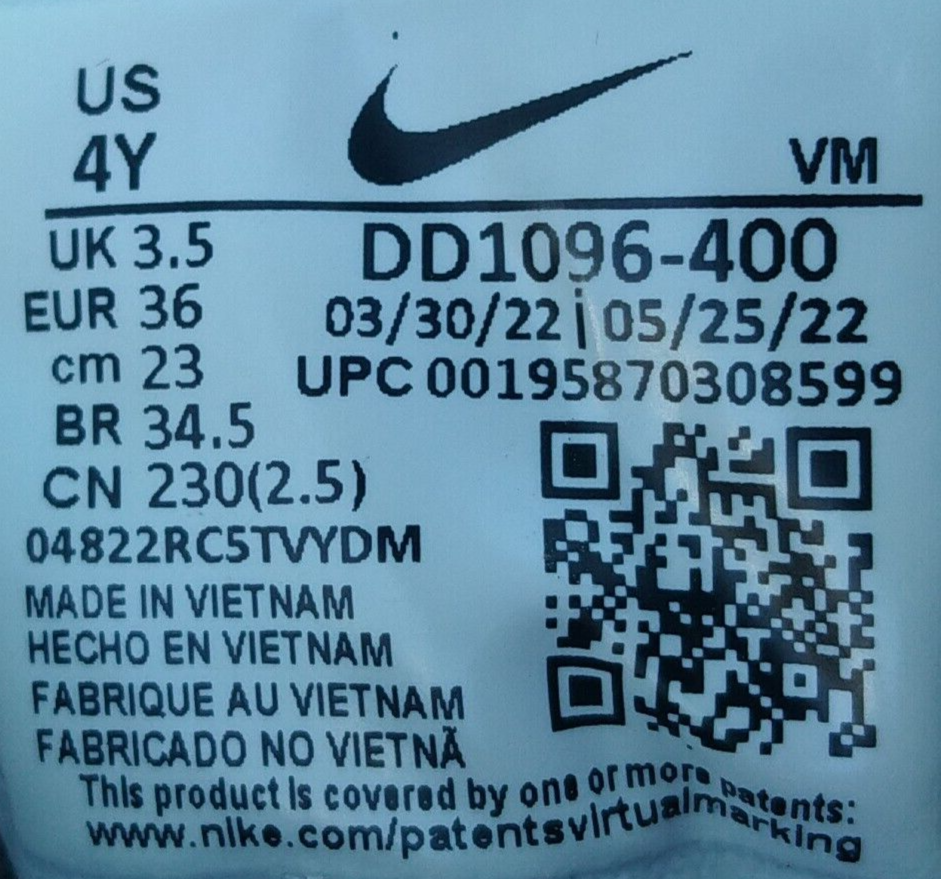 US
4Y
VM
UK 3.5
DD1096-400
EUR 36
03/30/22 | 05/25/22
cm 23
UPC 00195870308599
BR 34.5
CN 230(2.5)
04822RC5TVYDM
MADE IN VIETNAM
HECHO EN VIETNAM
FABRIQUE AU VIETNAM
FABRICADO NO VIETNÃ
This product is covered by one or more patents:
www.nike.com/patentsvirtualmarking